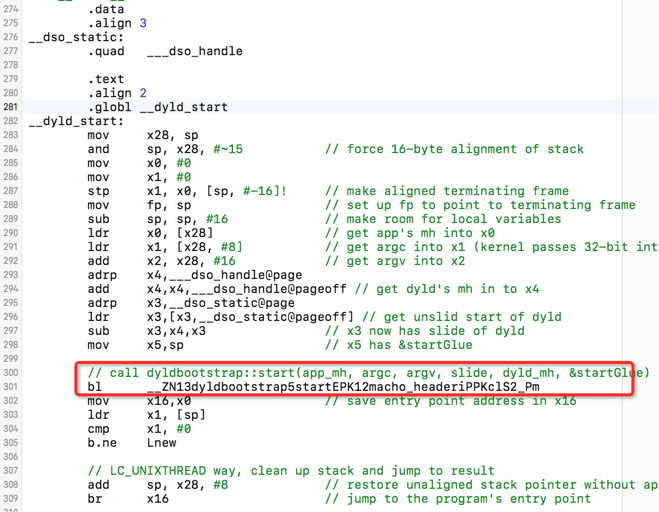 274 .data
275 .align 3
276 __dso_static:
277 .quad ___dso_handle
278
279 .text
280 .align 2
281 .globl __dyld_start
282 __dyld_start:
283 mov x28, sp
284 and sp, x28, #~15 // force 16-byte alignment of stack
285 mov x0, #0
286 mov x1, #0
287 stp x1, x0, [sp, #-16]! // make aligned terminating frame
288 mov fp, sp // set up fp to point to terminating frame
289 sub sp, sp, #16 // make room for local variables
290 ldr x0, [x28] // get app's mh into x0
291 ldr x1, [x28, #8] // get argc into x1 (kernel passes 32-bit int
292 add x2, x28, #16 // get argv into x2
293 adrp x4,___dso_handle@page
294 add x4,x4,___dso_handle@pageoff // get dyld's mh in to x4
295 adrp x3,__dso_static@page
296 ldr x3,[x3,__dso_static@pageoff] // get unslid start of dyld
297 sub x3,x4,x3 // x3 now has slide of dyld
298 mov x5,sp // x5 has &startGlue
299
300 // call dyldbootstrap::start(app_mh, argc, argv, slide, dyld_mh, &startGlue)
301 bl __ZN13dyldbootstrap5startEPK12macho_headeriPPKclS2_Pm
302 mov x16,x0 // save entry point address in x16
303 ldr x1, [sp]
304 cmp x1, #0
305 b.ne Lnew
306
307 // LC_UNIXTHREAD way, clean up stack and jump to result
308 add sp, x28, #8 // restore unaligned stack pointer without ap
309 br x16 // jump to the program's entry point